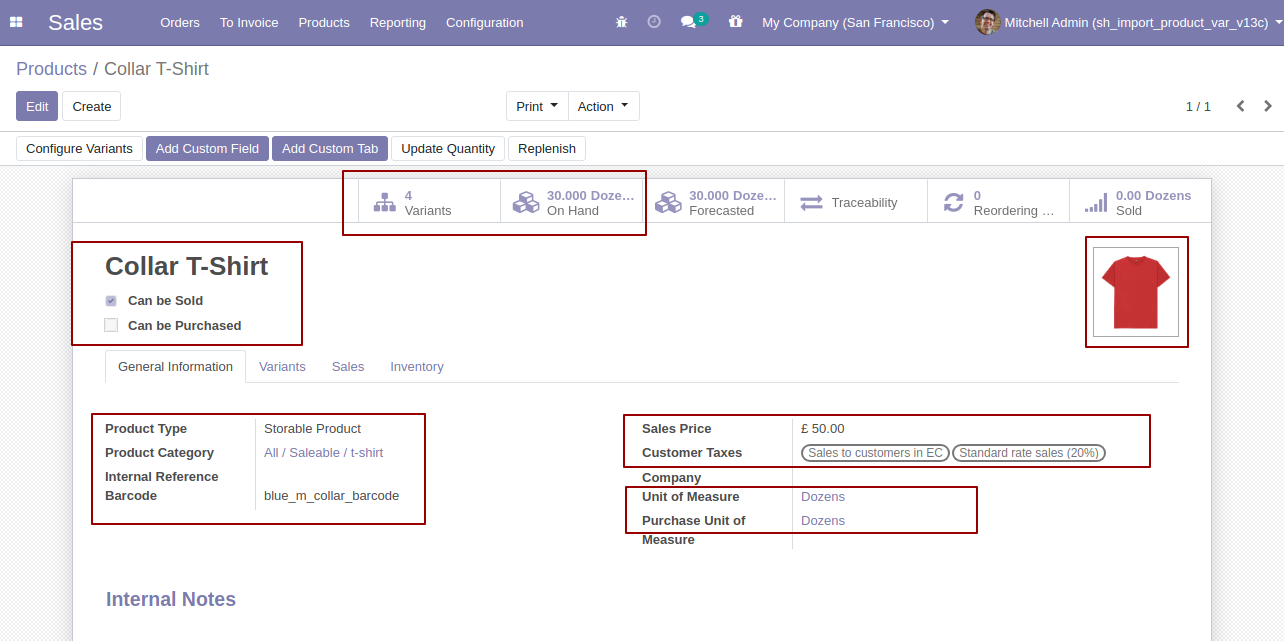 Sales Orders To Invoice Products Reporting Configuration 3 My Company (San Francisco) Mitchell Admin (sh_import_product_var_v13c)
Products / Collar T-Shirt
Edit Create Print Action 1 / 1
Configure Variants Add Custom Field Add Custom Tab Update Quantity Replenish
4 Variants
30.000 Doze... On Hand
30.000 Doze... Forecasted
Traceability
0 Reordering ...
0.00 Dozens Sold
Collar T-Shirt
Can be Sold
Can be Purchased
General Information Variants Sales Inventory
Product Type Storable Product
Product Category All / Saleable / t-shirt
Internal Reference
Barcode blue_m_collar_barcode
Sales Price £ 50.00
Customer Taxes Sales to customers in EC Standard rate sales (20%)
Company
Unit of Measure Dozens
Purchase Unit of Dozens
Measure
Internal Notes